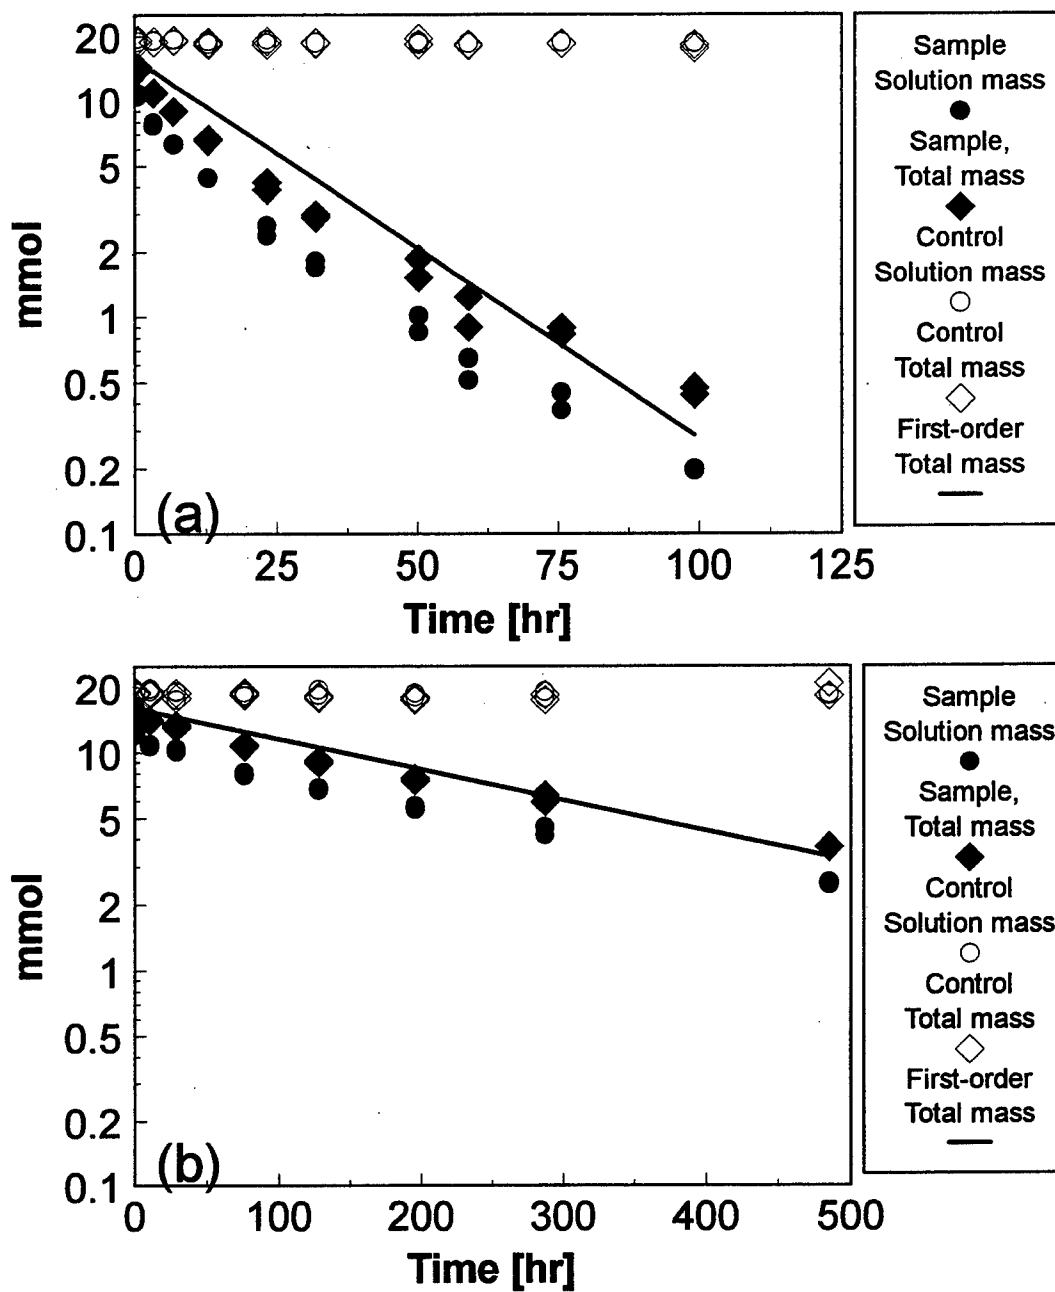 20
10
5
2
1
0.5
0.2
0.1
mmol
(a)
0 25 50 75 100 125
Time [hr]
Sample
Solution mass
Sample,
Total mass
Control
Solution mass
Control
Total mass
First-order
Total mass
20
10
5
2
1
0.5
0.2
0.1
mmol
(b)
0 100 200 300 400 500
Time [hr]
Sample
Solution mass
Sample,
Total mass
Control
Solution mass
Control
Total mass
First-order
Total mass